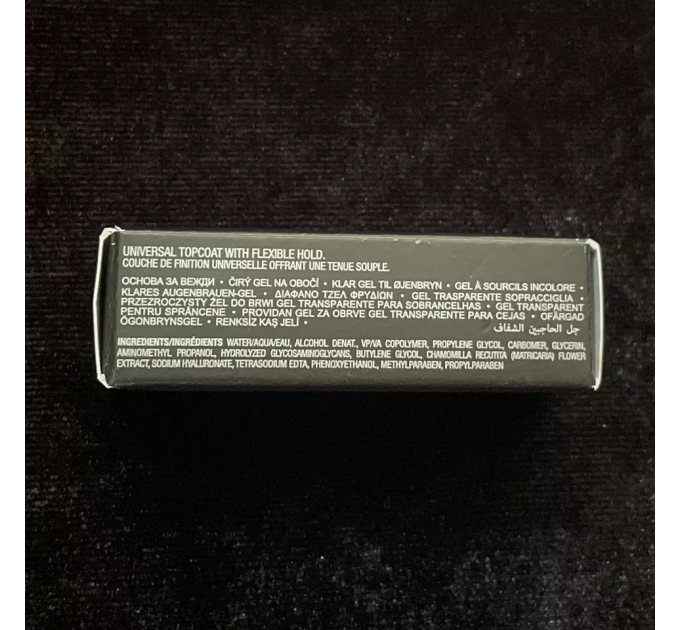 UNIVERSAL TOPCOAT WITH FLEXIBLE HOLD.
COUCHE DE FINITION UNIVERSELLE OFFRANT UNE TENUE SOUPLE.
ОСНОВА ЗА ВЕЖДИ • ČIRÝ GEL NA OBOČÍ • KLAR GEL TIL ØJENBRYN • GEL À SOURCILS INCOLORE •
KLARES AUGENBRAUEN-GEL • ΔΙΑΦΑΝΟ ΤΖΕΛ ΦΡΥΔΙΩΝ • GEL TRASPARENTE SOPRACCIGLIA •
PRZEZROCZYSTY ŻEL DO BRWI GEL TRANSPARENTE PARA SOBRANCELHAS • GEL TRANSPARENT
PENTRU SPRÂNCENE • PROVIDAN GEL ZA OBRVE GEL TRANSPARENTE PARA CEJAS • OFÄRGAD
ÖGONBRYNSGEL • RENKSİZ KAŞ JELİ • جل الحاجبين الشفاف
INGREDIENTS/INGRÉDIENTS WATER/AQUA/EAU, ALCOHOL DENAT., VP/VA COPOLYMER, PROPYLENE GLYCOL, CARBOMER, GLYCERIN,
AMINOMETHYL PROPANOL, HYDROLYZED GLYCOSAMINOGLYCANS, BUTYLENE GLYCOL, CHAMOMILLA RECUTITA (MATRICARIA) FLOWER
EXTRACT, SODIUM HYALURONATE, TETRASODIUM EDTA, PHENOXYETHANOL, METHYLPARABEN, PROPYLPARABEN